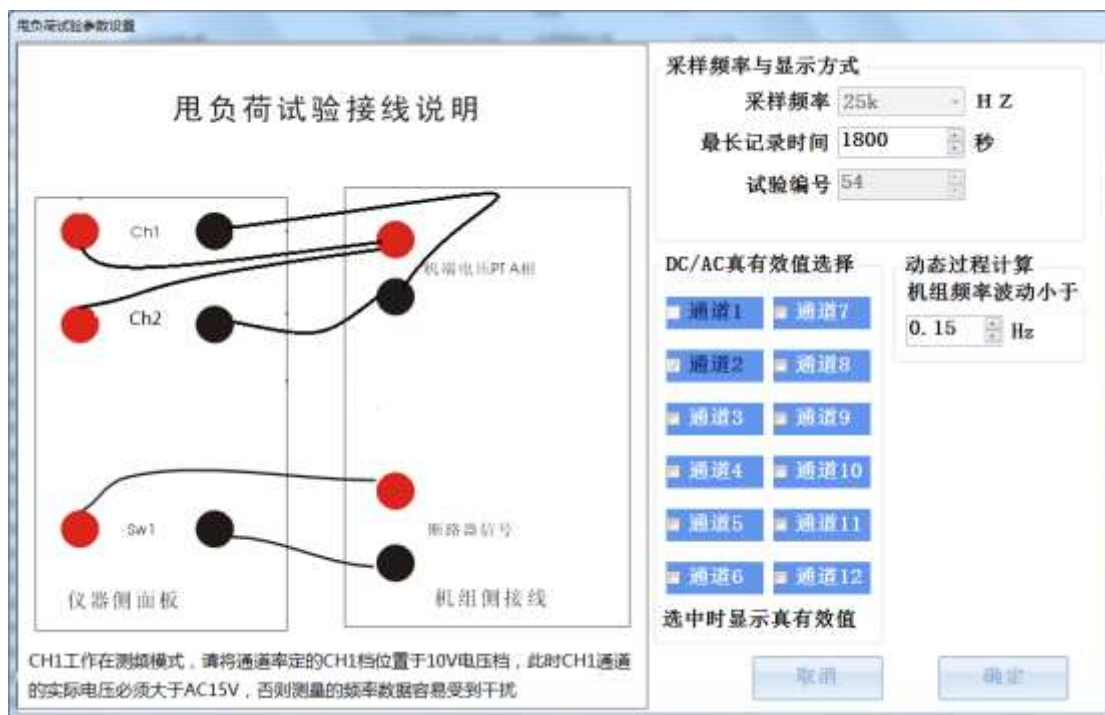 甩负荷试验参数设置
甩负荷试验接线说明
Ch1
机端电压PT A相
Ch2
Sw1
断路器信号
仪器侧面板
机组侧接线
CH1工作在测频模式，请将通道率定的CH1档位置于10V电压档，此时CH1通道
的实际电压必须大于AC15V，否则测量的频率数据容易受到干扰
采样频率与显示方式
采样频率 25k HZ
最长记录时间 1800 秒
试验编号 54
DC/AC真有效值选择
通道1 通道7
通道2 通道8
通道3 通道9
通道4 通道10
通道5 通道11
通道6 通道12
选中时显示真有效值
动态过程计算
机组频率波动小于
0.15 Hz
取消 确定